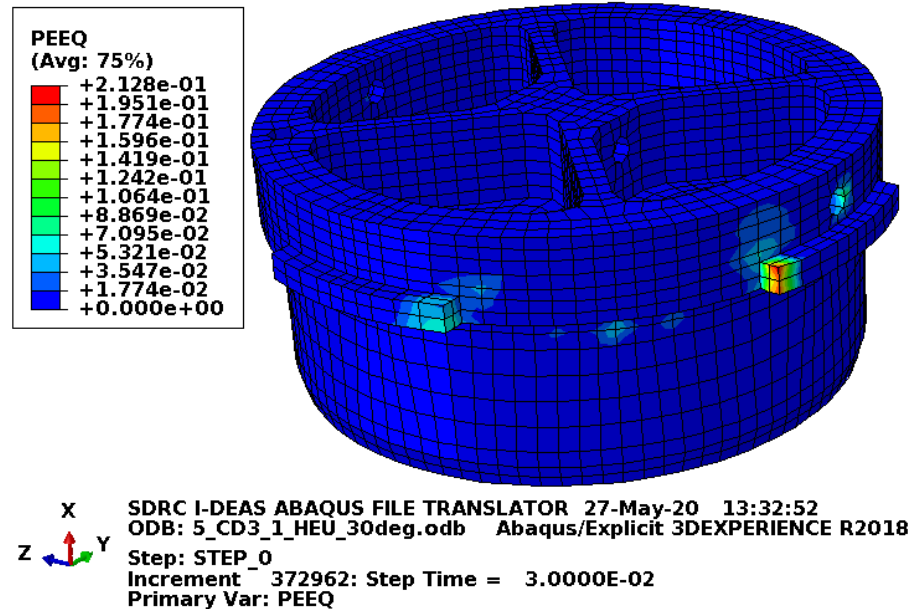 PEEQ
(Avg: 75%)
+2.128e-01
+1.951e-01
+1.774e-01
+1.596e-01
+1.419e-01
+1.242e-01
+1.064e-01
+8.869e-02
+7.095e-02
+5.321e-02
+3.547e-02
+1.774e-02
+0.000e+00
X
Y
Z
SDRC I-DEAS ABAQUS FILE TRANSLATOR 27-May-20 13:32:52
ODB: 5_CD3_1_HEU_30deg.odb Abaqus/Explicit 3DEXPERIENCE R2018
Step: STEP_0
Increment 372962: Step Time = 3.0000E-02
Primary Var: PEEQ